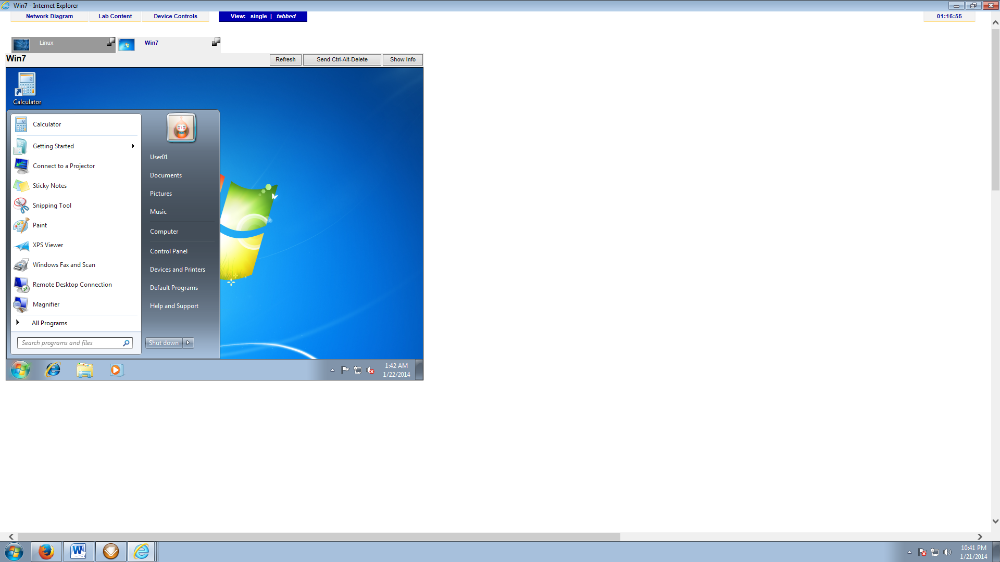 Win7 - Internet Explorer
Network Diagram Lab Content Device Controls View: single | tabbed 01:16:55
Linux Win7
Win7 Refresh Send Ctrl-Alt-Delete Show Info
Calculator
Calculator
Getting Started
Connect to a Projector
Sticky Notes
Snipping Tool
Paint
XPS Viewer
Windows Fax and Scan
Remote Desktop Connection
Magnifier
All Programs
Search programs and files
User01
Documents
Pictures
Music
Computer
Control Panel
Devices and Printers
Default Programs
Help and Support
Shut down
1:42 AM
1/22/2014
10:41 PM
1/21/2014